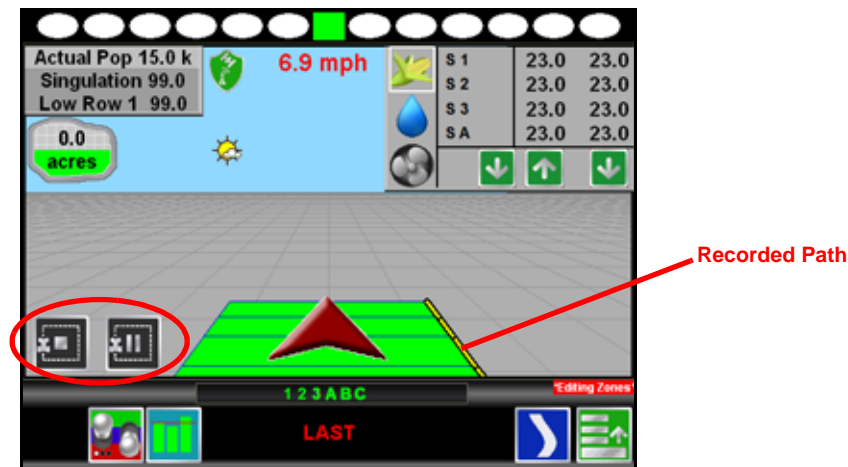 Actual Pop 15.0 k
Singulation 99.0
Low Row 1 99.0
0.0
acres
6.9 mph
S 1 23.0 23.0
S 2 23.0 23.0
S 3 23.0 23.0
S A 23.0 23.0
Recorded Path
1 2 3 A B C
*Editing Zones*
LAST